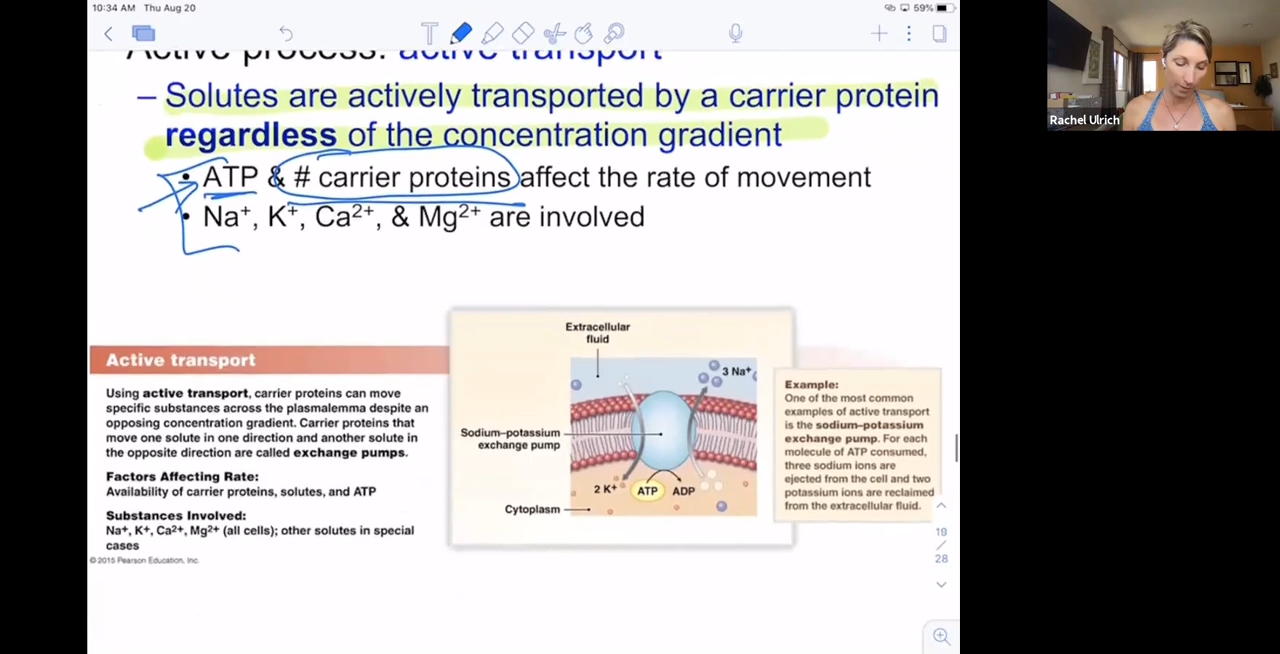 10:34 AM Thu Aug 20
59%
Active process: active transport
– Solutes are actively transported by a carrier protein
regardless of the concentration gradient
• ATP & # carrier proteins affect the rate of movement
• Na⁺, K⁺, Ca²⁺, & Mg²⁺ are involved
Active transport
Using active transport, carrier proteins can move
specific substances across the plasmalemma despite an
opposing concentration gradient. Carrier proteins that
move one solute in one direction and another solute in
the opposite direction are called exchange pumps.
Factors Affecting Rate:
Availability of carrier proteins, solutes, and ATP
Substances Involved:
Na⁺, K⁺, Ca²⁺, Mg²⁺ (all cells); other solutes in special
cases
© 2015 Pearson Education, Inc.
Extracellular
fluid
3 Na⁺
Sodium–potassium
exchange pump
2 K⁺
ATP
ADP
Cytoplasm
Example:
One of the most common
examples of active transport
is the sodium–potassium
exchange pump. For each
molecule of ATP consumed,
three sodium ions are
ejected from the cell and two
potassium ions are reclaimed
from the extracellular fluid.
19
/
28
Rachel Ulrich